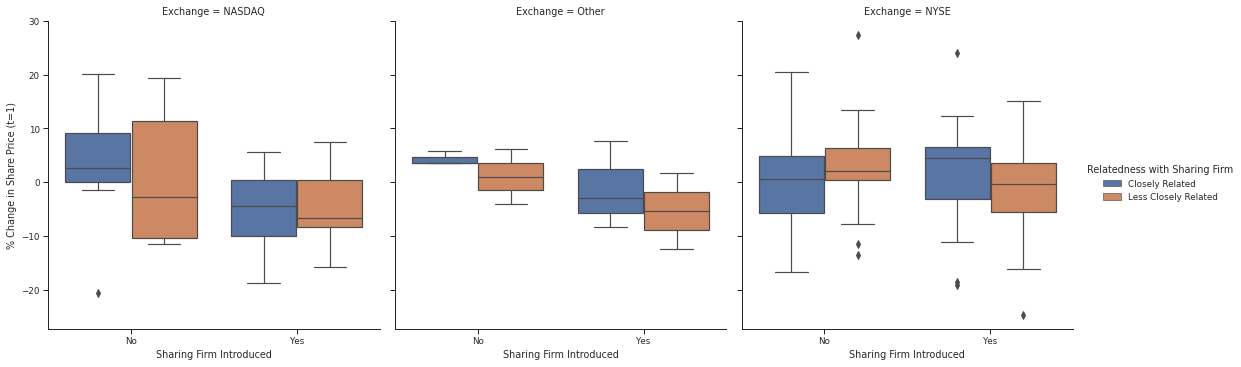 Exchange = NASDAQ
Exchange = Other
Exchange = NYSE
30
20
10
0
−10
−20
% Change in Share Price (t=1)
No
Yes
Sharing Firm Introduced
No
Yes
Sharing Firm Introduced
No
Yes
Sharing Firm Introduced
Relatedness with Sharing Firm
Closely Related
Less Closely Related